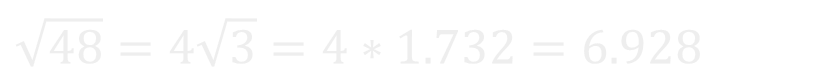 √48 = 4√3 = 4 * 1.732 = 6.928